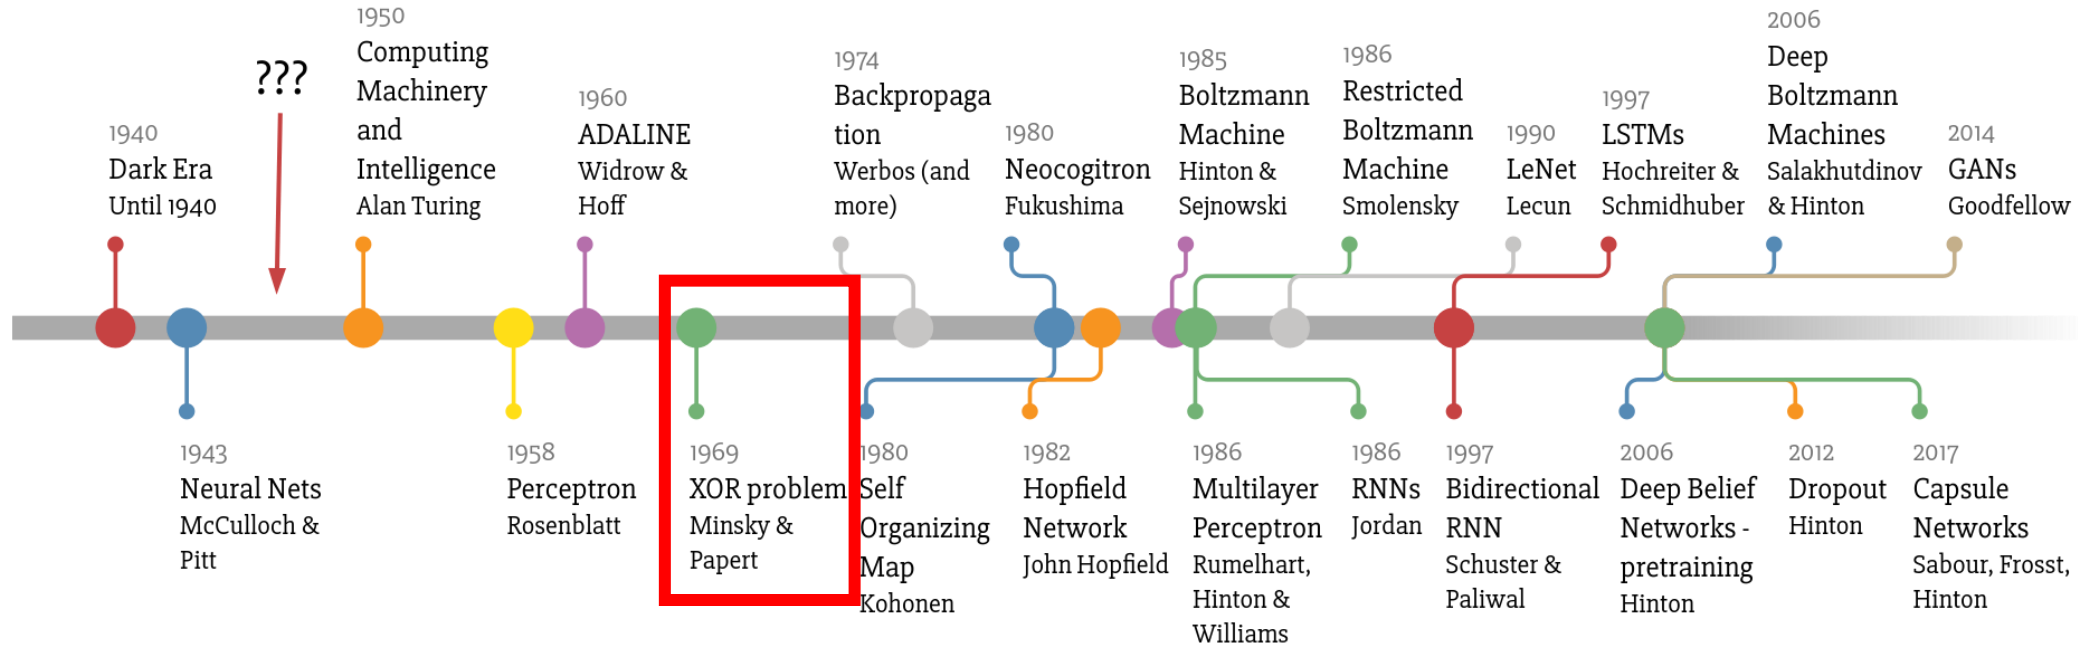 ???
1940
Dark Era
Until 1940
1950
Computing
Machinery
and
Intelligence
Alan Turing
1960
ADALINE
Widrow &
Hoff
1974
Backpropaga
tion
Werbos (and
more)
1980
Neocogitron
Fukushima
1985
Boltzmann
Machine
Hinton &
Sejnowski
1986
Restricted
Boltzmann
Machine
Smolensky
1990
LeNet
Lecun
1997
LSTMs
Hochreiter &
Schmidhuber
2006
Deep
Boltzmann
Machines
Salakhutdinov
& Hinton
2014
GANs
Goodfellow
1943
Neural Nets
McCulloch &
Pitt
1958
Perceptron
Rosenblatt
1969
XOR problem
Minsky &
Papert
1980
Self
Organizing
Map
Kohonen
1982
Hopfield
Network
John Hopfield
1986
Multilayer
Perceptron
Rumelhart,
Hinton &
Williams
1986
RNNs
Jordan
1997
Bidirectional
RNN
Schuster &
Paliwal
2006
Deep Belief
Networks -
pretraining
Hinton
2012
Dropout
Hinton
2017
Capsule
Networks
Sabour, Frosst,
Hinton